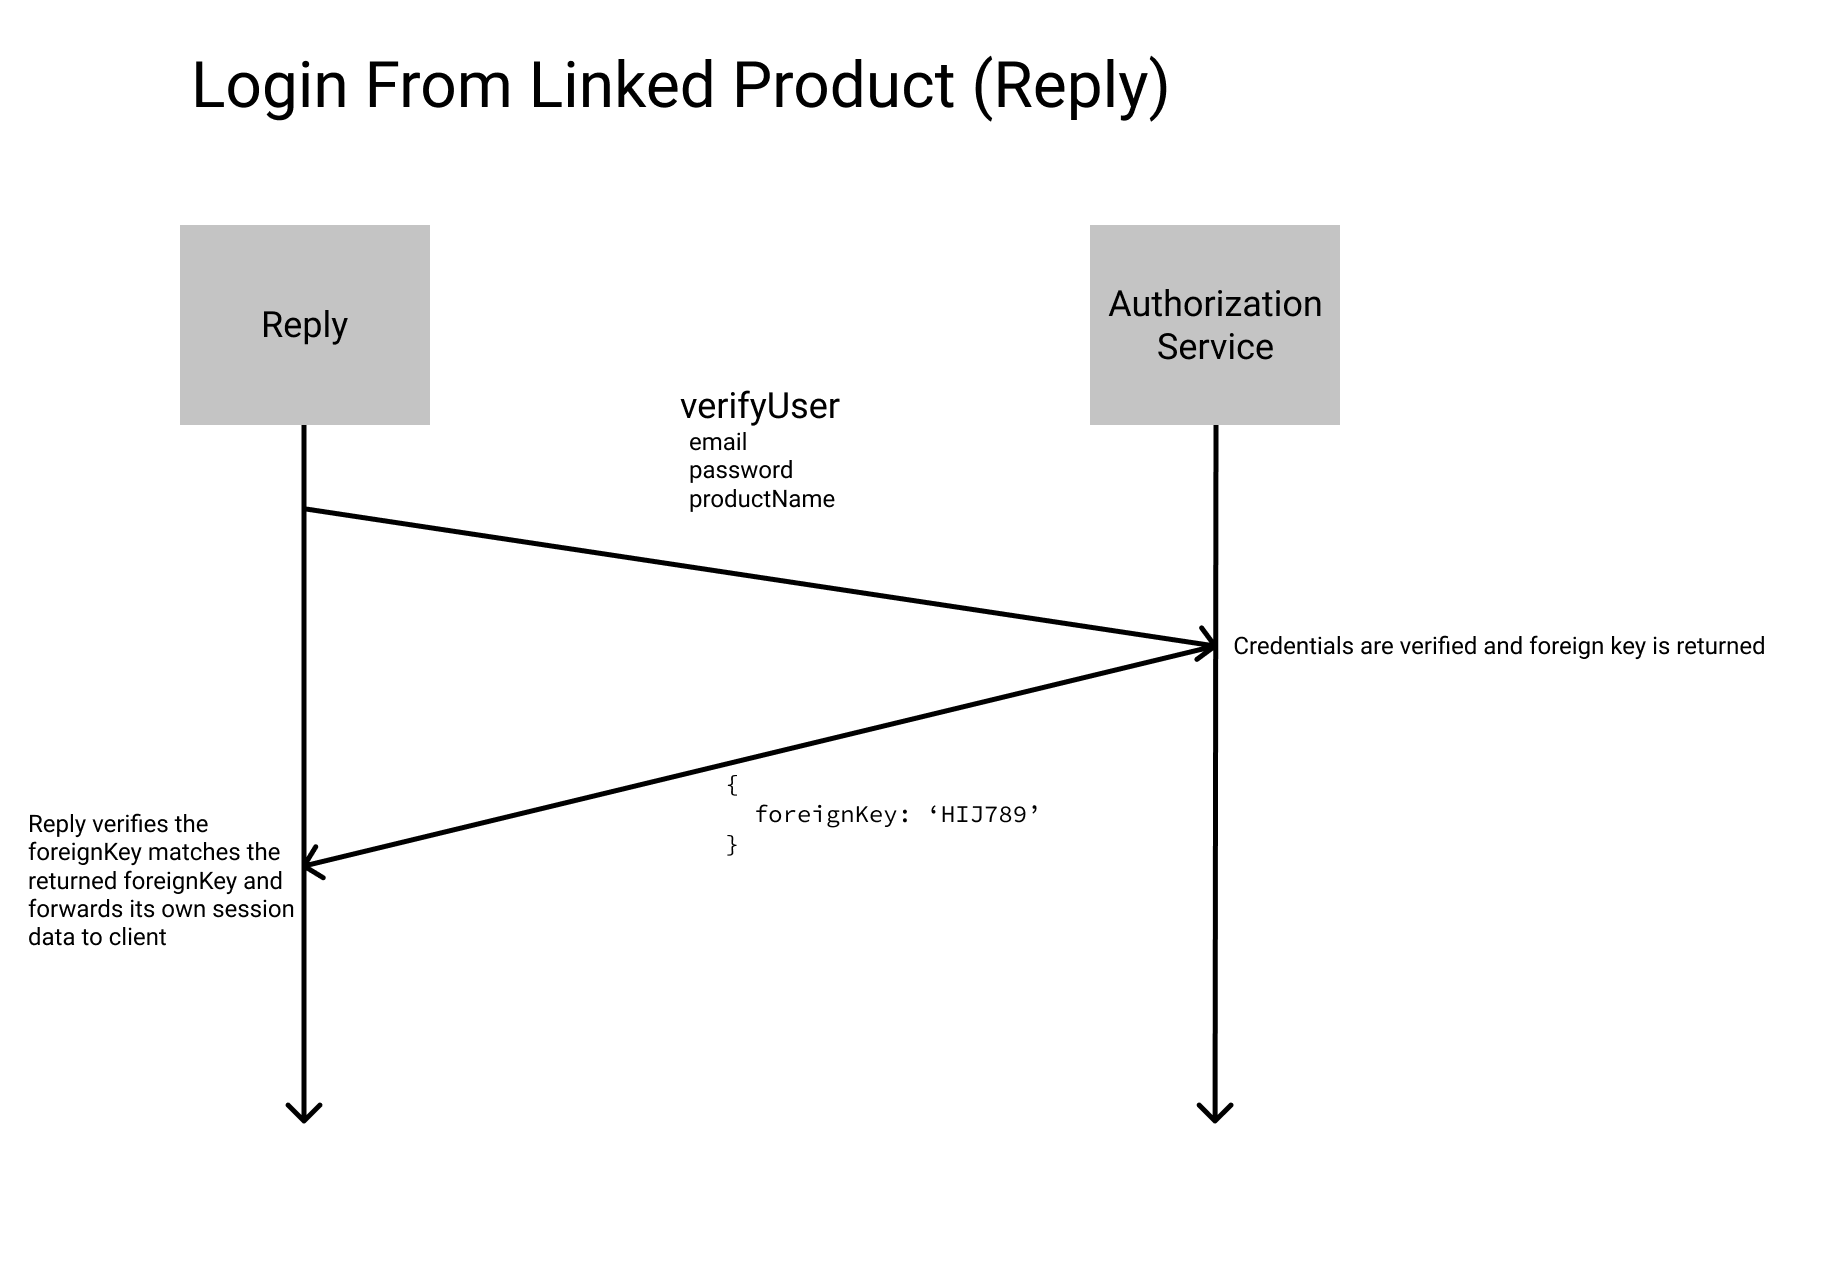 Login From Linked Product (Reply)
Reply
Authorization
Service
verifyUser
email
password
productName
Credentials are verified and foreign key is returned
{
foreignKey: ‘HIJ789’
}
Reply verifies the
foreignKey matches the
returned foreignKey and
forwards its own session
data to client